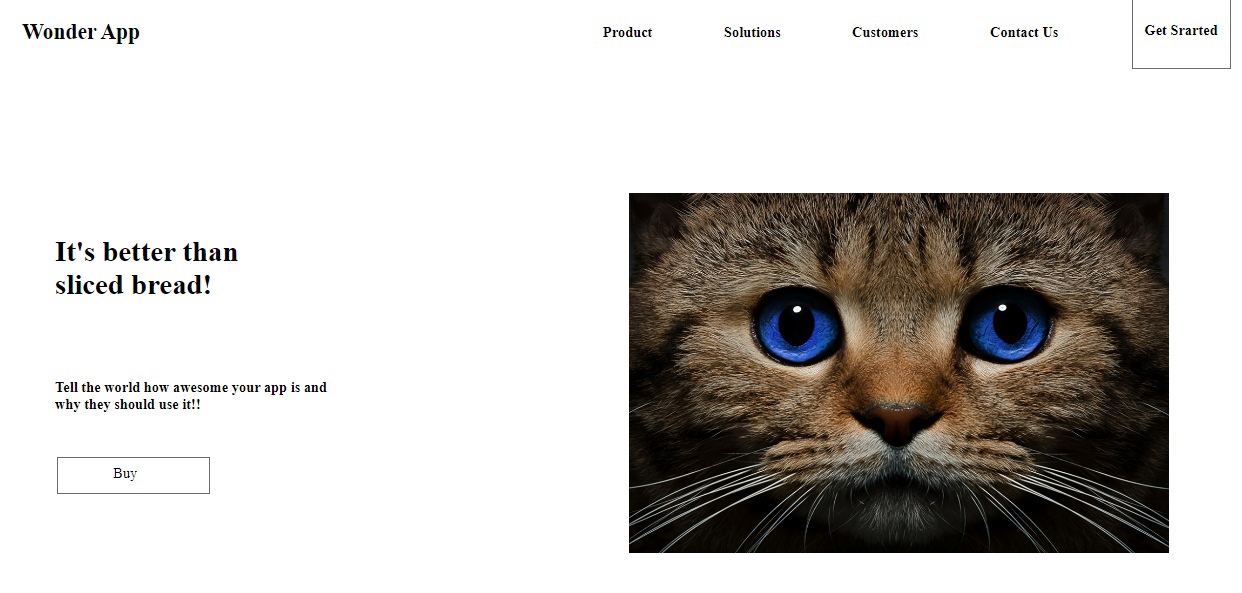 Wonder App
Product
Solutions
Customers
Contact Us
Get Srarted
It's better than
sliced bread!
Tell the world how awesome your app is and
why they should use it!!
Buy